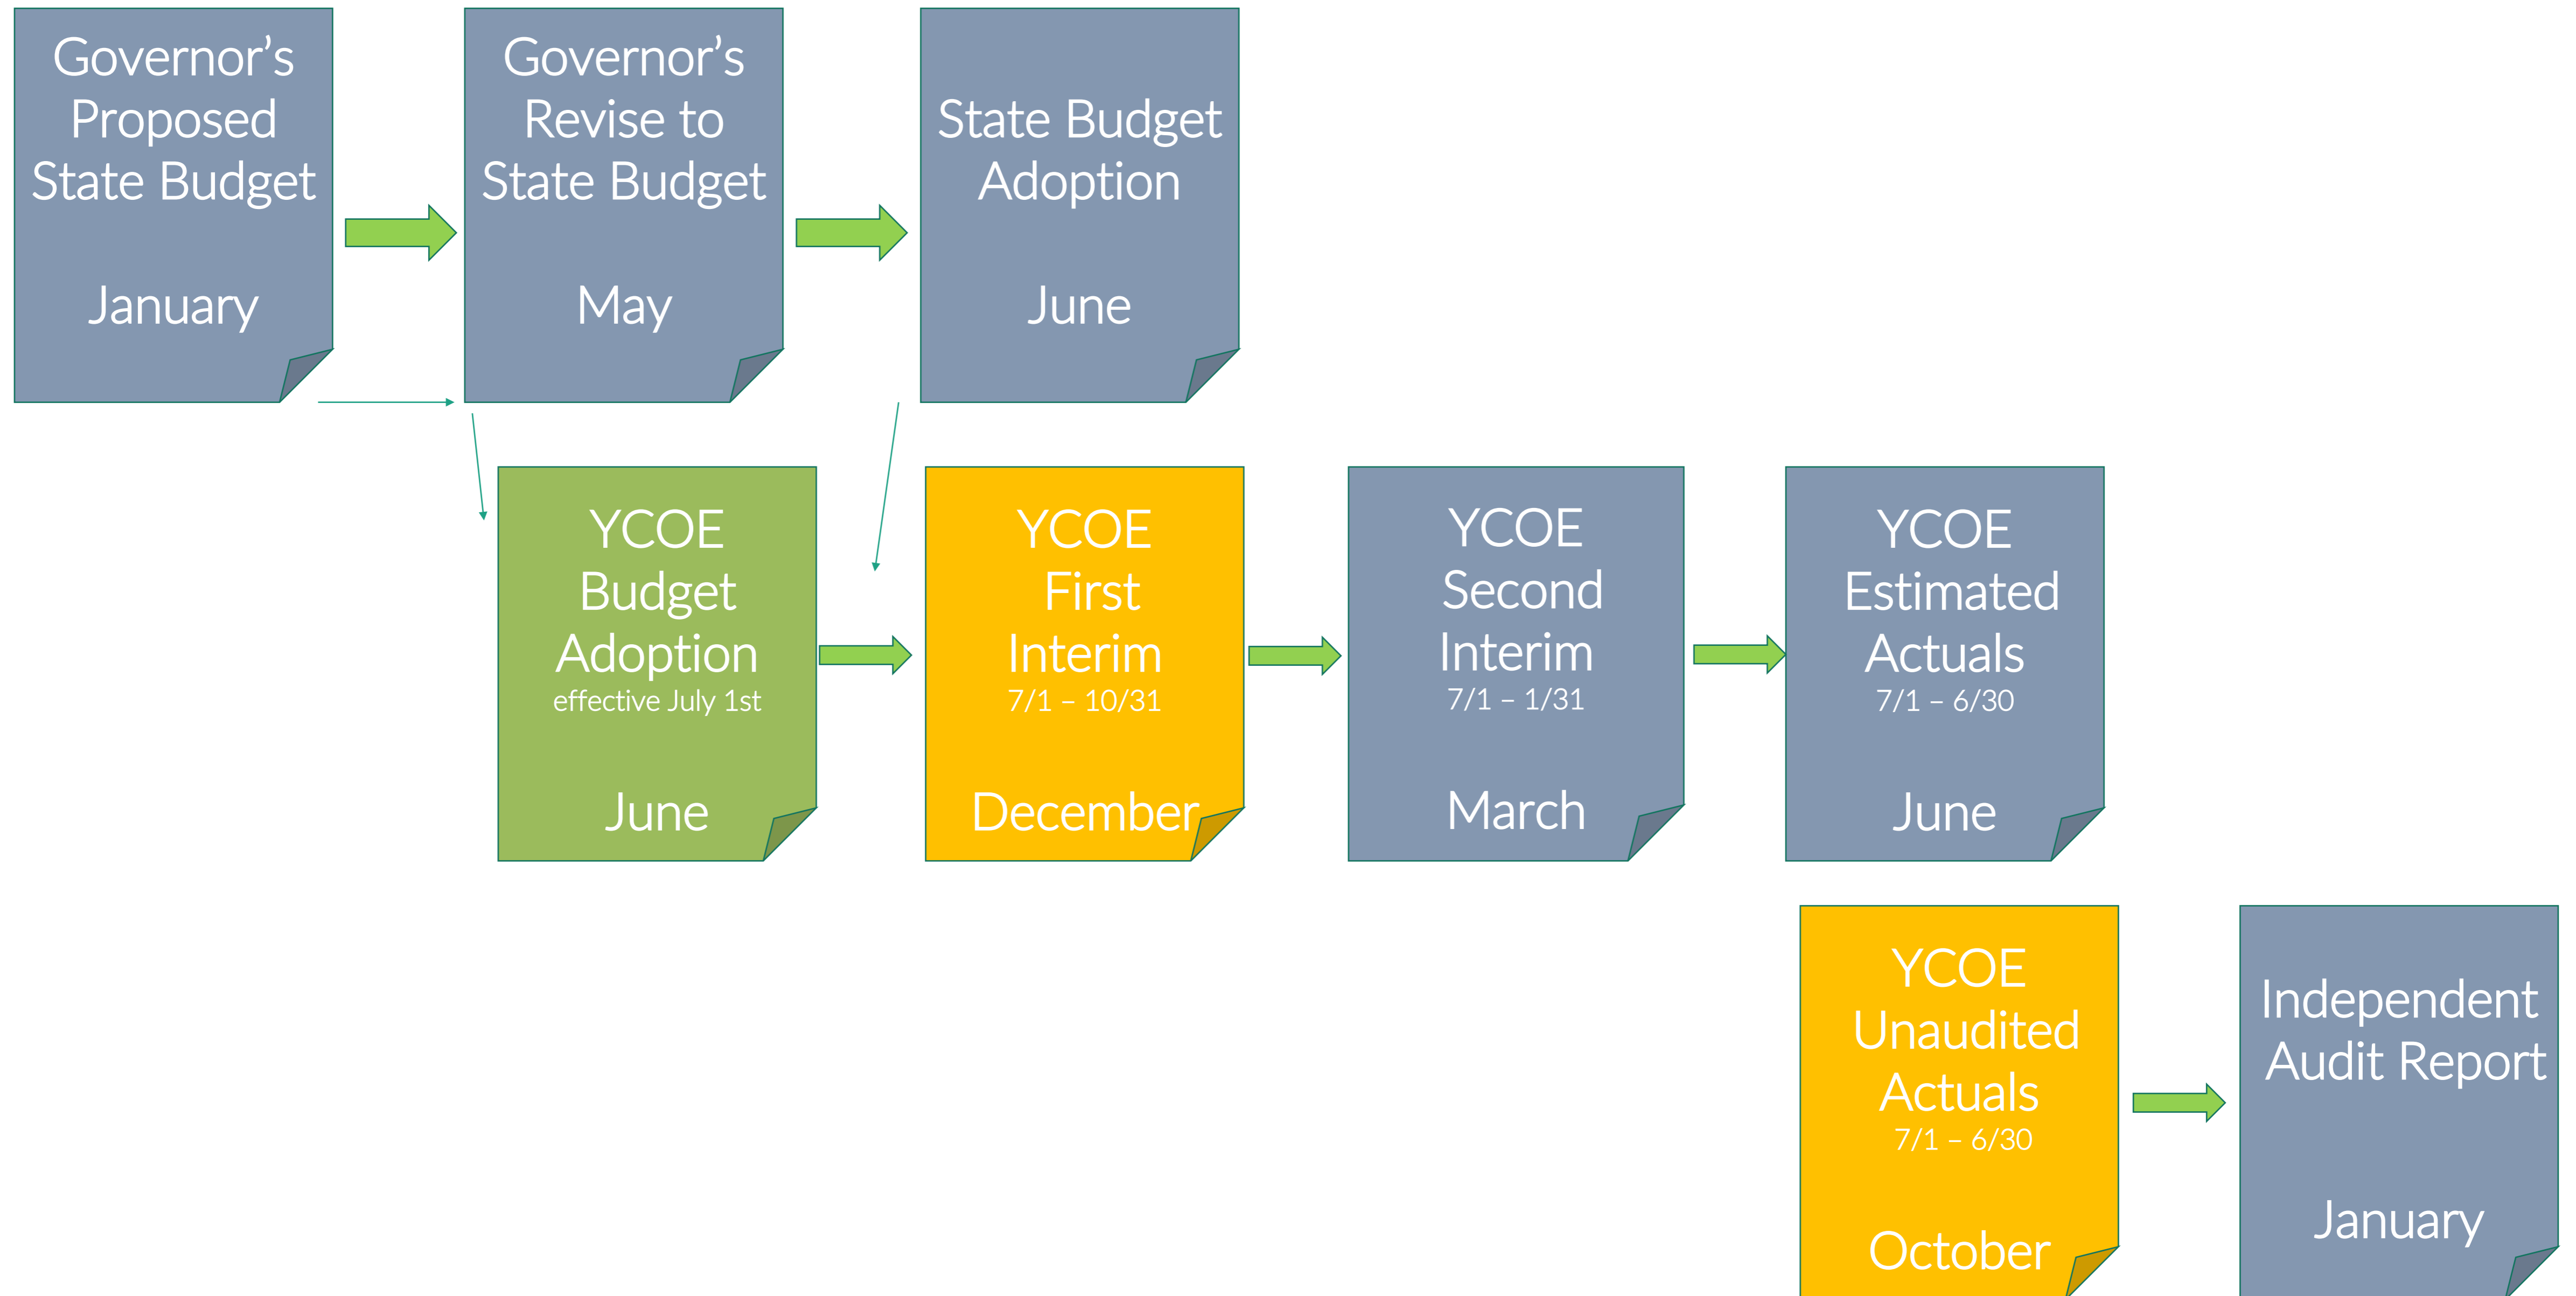 Governor’s
Proposed
State Budget
January
Governor’s
Revise to
State Budget
May
State Budget
Adoption
June
YCOE
Budget
Adoption
effective July 1st
June
YCOE
First
Interim
7/1 – 10/31
December
YCOE
Second
Interim
7/1 – 1/31
March
YCOE
Estimated
Actuals
7/1 – 6/30
June
YCOE
Unaudited
Actuals
7/1 – 6/30
October
Independent
Audit Report
January